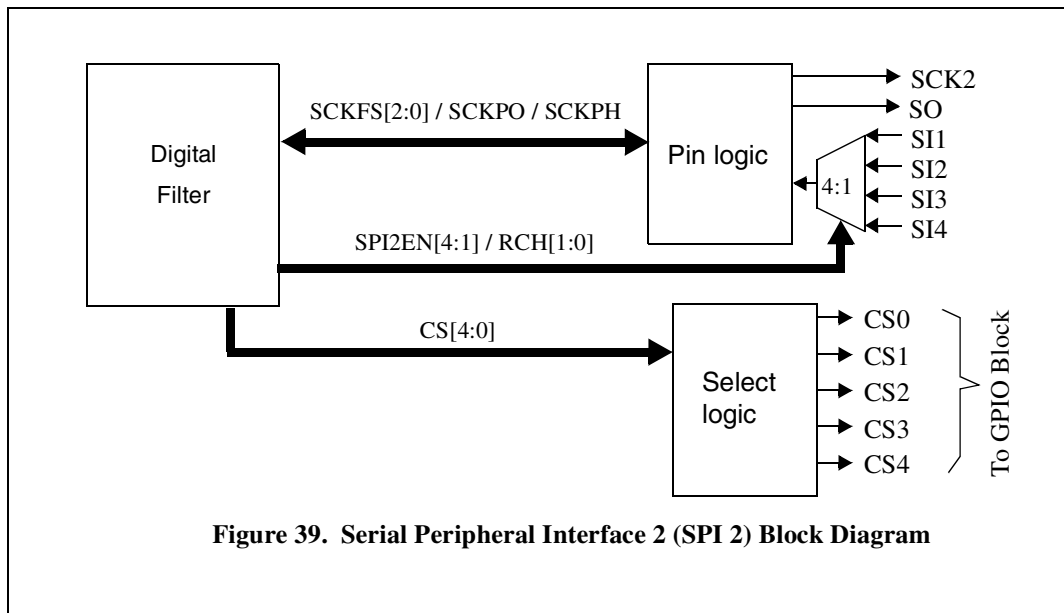 Digital
Filter
SCKFS[2:0] / SCKPO / SCKPH
SPI2EN[4:1] / RCH[1:0]
CS[4:0]
Pin logic
4:1
SCK2
SO
SI1
SI2
SI3
SI4
Select
logic
CS0
CS1
CS2
CS3
CS4
To GPIO Block
Figure 39. Serial Peripheral Interface 2 (SPI 2) Block Diagram